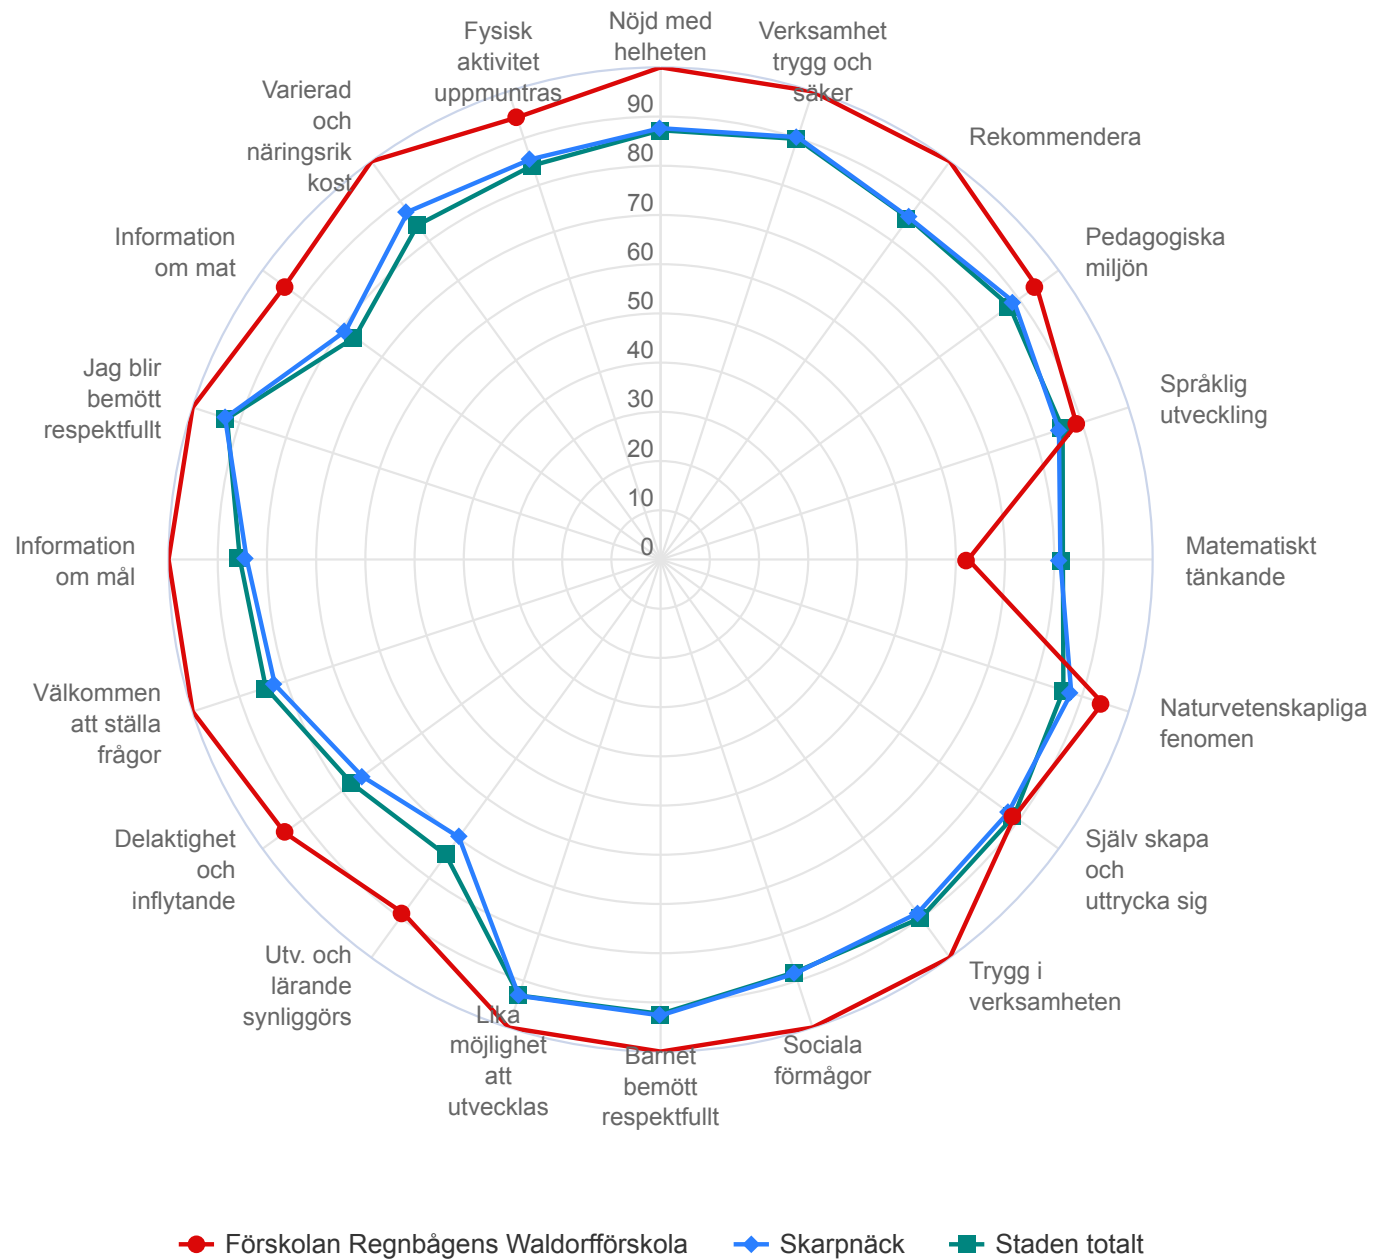 Nöjd med
helheten
Verksamhet
trygg och
säker
Rekommendera
Pedagogiska
miljön
Språklig
utveckling
Matematiskt
tänkande
Naturvetenskapliga
fenomen
Själv skapa
och
uttrycka sig
Trygg i
verksamheten
Sociala
förmågor
Barnet
bemött
respektfullt
Lika
möjlighet
att
utvecklas
Utv. och
lärande
synliggörs
Delaktighet
och
inflytande
Välkommen
att ställa
frågor
Information
om mål
Jag blir
bemött
respektfullt
Information
om mat
Varierad
och
näringsrik
kost
Fysisk
aktivitet
uppmuntras
90
80
70
60
50
40
30
20
10
0
Förskolan Regnbågens Waldorfförskola
Skarpnäck
Staden totalt